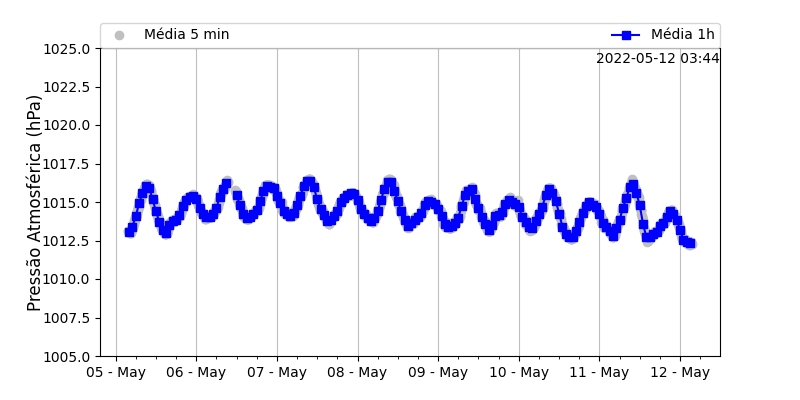 Média 5 min
Média 1h
2022-05-12 03:44
Pressão Atmosférica (hPa)
1025.0
1022.5
1020.0
1017.5
1015.0
1012.5
1010.0
1007.5
1005.0
05 - May
06 - May
07 - May
08 - May
09 - May
10 - May
11 - May
12 - May